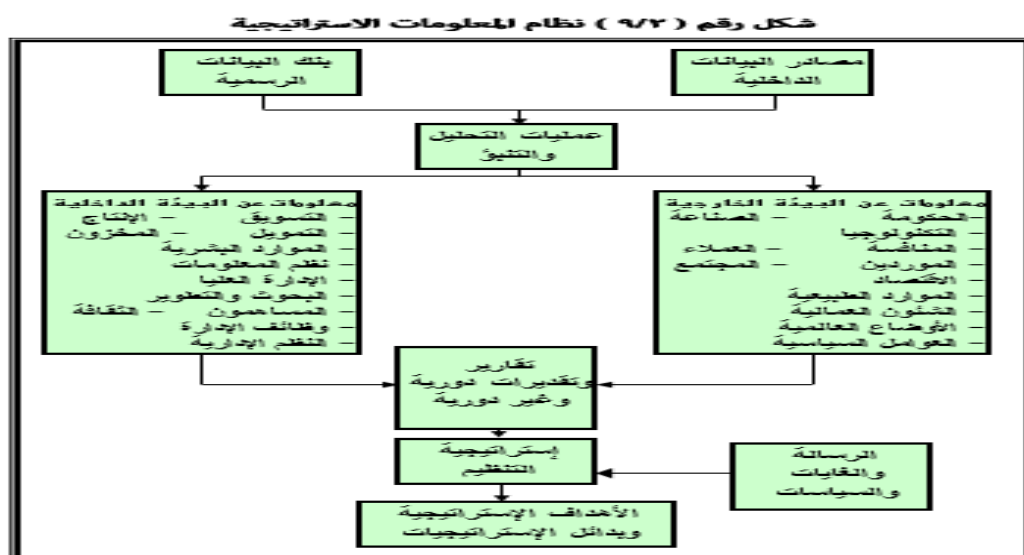 شكل رقم ( ٩/٢ ) نظام المعلومات الاستراتيجية
مصادر البيانات
الداخلية
بنك البيانات
الرسمية
عمليات التحليل
والتنبؤ
معلومات عن البيئة الخارجية
-الحكومة - الصناعة
- التكنولوجيا
- المنافسة - العملاء
- الموردين - المجتمع
- الاقتصاد
- الموارد الطبيعية
- الشئون العمالية
- الأوضاع العالمية
- العوامل السياسية
معلومات عن البيئة الداخلية
- التسويق - الإنتاج
- التمويل - المخزون
- الموارد البشرية
- نظم المعلومات
- الإدارة العليا
- البحوث والتطوير
- المساهمون - الثقافة
- وظائف الإدارة
- النظم الإدارية
تقارير
وتقديرات دورية
وغير دورية
إستراتيجية
التنظيم
الرسالة
والغايات
والسياسات
الأهداف الإستراتيجية
وبدائل الإستراتيجيات